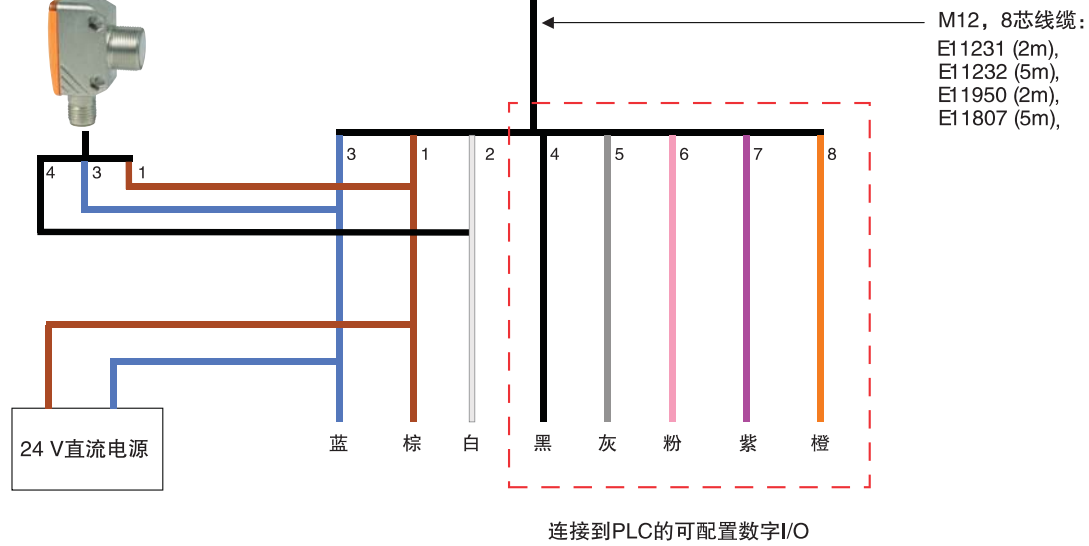 M12，8芯线缆：
E11231 (2m),
E11232 (5m),
E11950 (2m),
E11807 (5m),
4 3 1
3 1 2 4 5 6 7 8
24 V直流电源
蓝 棕 白 黑 灰 粉 紫 橙
连接到PLC的可配置数字I/O